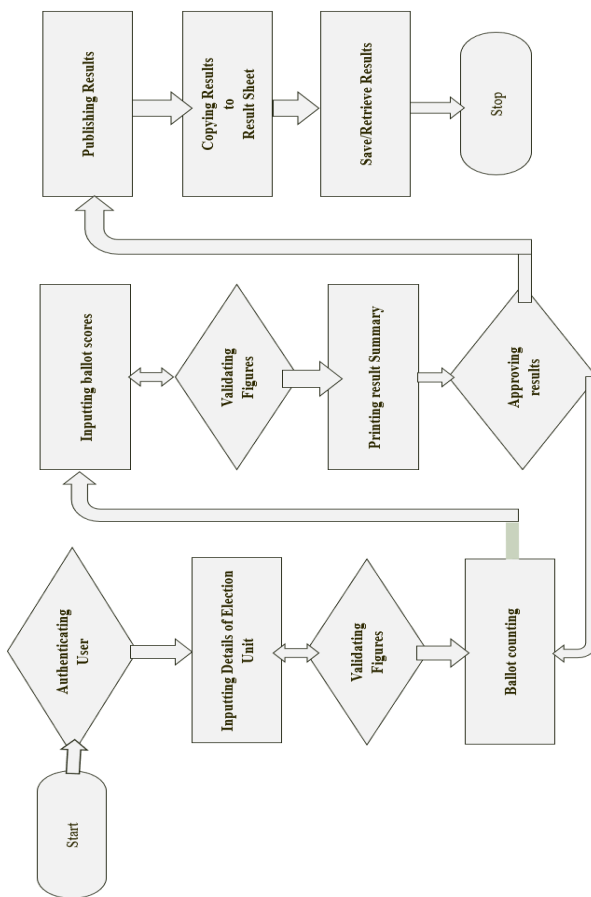 Start
Authenticating
User
Inputting Details of Election
Unit
Validating
Figures
Ballot counting
Inputting ballot scores
Validating
Figures
Printing result Summary
Approving
results
Publishing Results
Copying Results
to
Result Sheet
Save/Retrieve Results
Stop